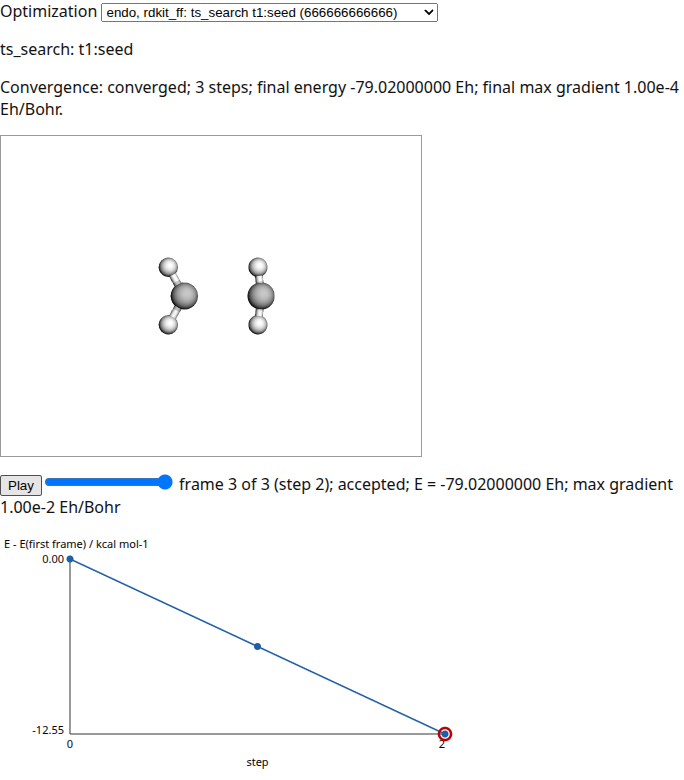 Optimization endo, rdkit_ff: ts_search t1:seed (666666666666)
ts_search: t1:seed
Convergence: converged; 3 steps; final energy -79.02000000 Eh; final max gradient 1.00e-4
Eh/Bohr.
Play frame 3 of 3 (step 2); accepted; E = -79.02000000 Eh; max gradient
1.00e-2 Eh/Bohr
E - E(first frame) / kcal mol-1
0.00
-12.55
0 2
step